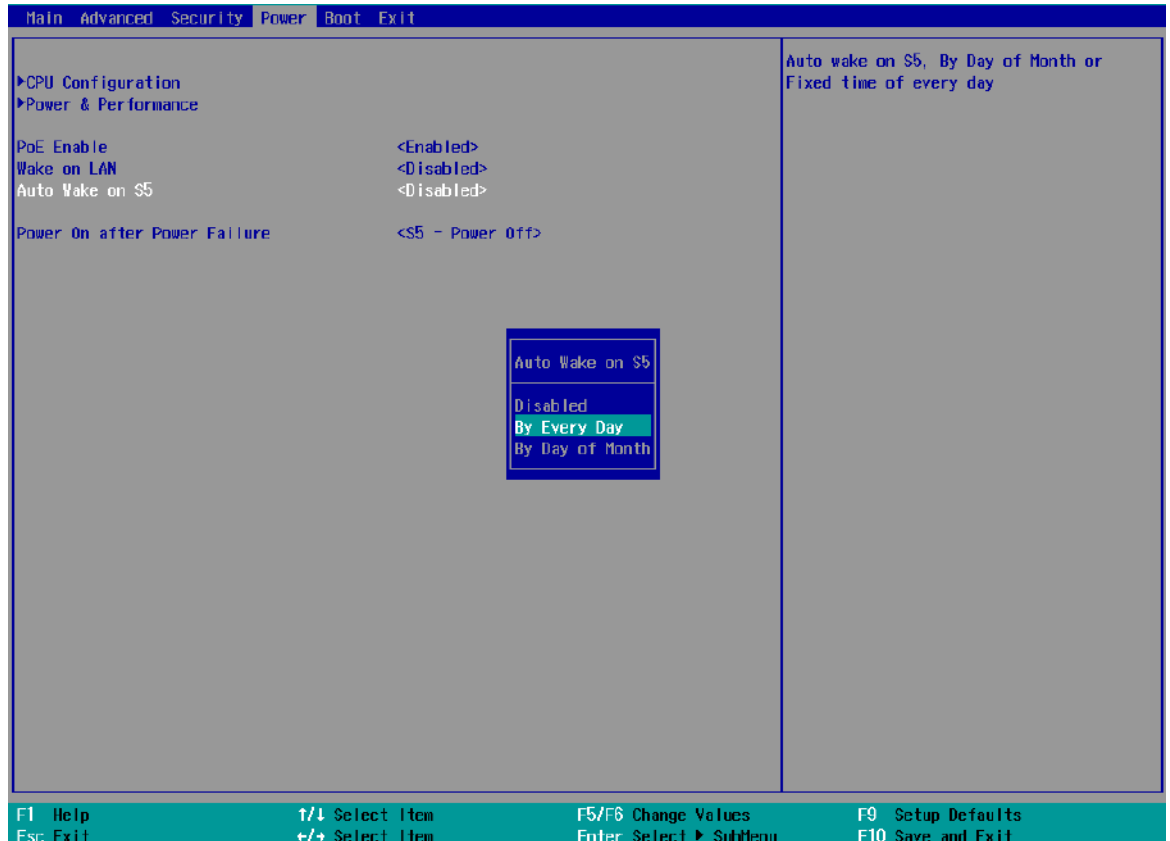 Main Advanced Security Power Boot Exit
▶CPU Configuration
▶Power & Performance
PoE Enable <Enabled>
Wake on LAN <Disabled>
Auto Wake on S5 <Disabled>
Power On after Power Failure <S5 - Power Off>
Auto wake on S5, By Day of Month or
Fixed time of every day
Auto Wake on S5
Disabled
By Every Day
By Day of Month
F1 Help ↑/↓ Select Item F5/F6 Change Values F9 Setup Defaults
Esc Exit ←/→ Select Item Enter Select ▶ SubMenu F10 Save and Exit